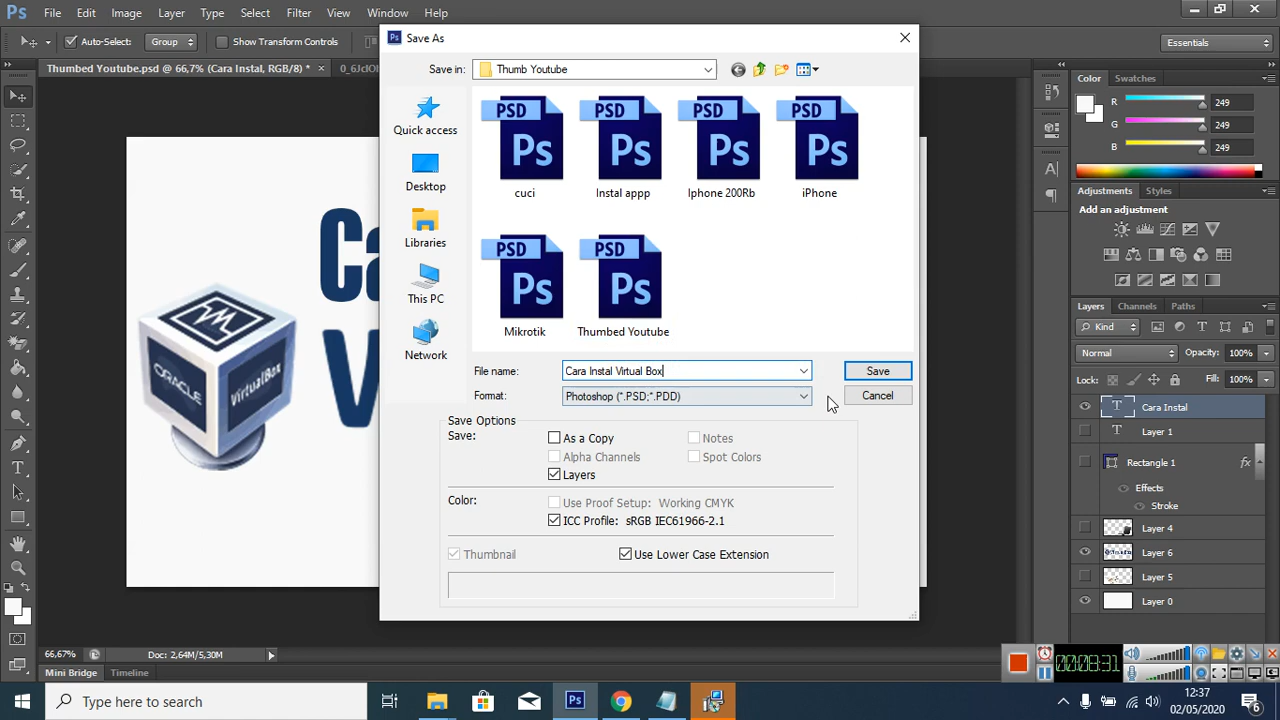 Ps File Edit Image Layer Type Select Filter View Window Help
Auto-Select: Group Show Transform Controls Essentials
Thumbed Youtube.psd @ 66,7% (Cara Instal, RGB/8) * ×
Save As
Save in: Thumb Youtube
Quick access
Desktop
Libraries
This PC
Network
PSD PSD PSD PSD
Ps Ps Ps Ps
cuci Instal appp Iphone 200Rb iPhone
PSD PSD
Ps Ps
Mikrotik Thumbed Youtube
File name: Cara Instal Virtual Box Save
Format: Photoshop (*.PSD;*.PDD) Cancel
Save Options
Save: As a Copy Notes
Alpha Channels Spot Colors
Layers
Color: Use Proof Setup: Working CMYK
ICC Profile: sRGB IEC61966-2.1
Thumbnail Use Lower Case Extension
Ca
V
ORACLE
VirtualBox
Color Swatches
R 249
G 249
B 249
Adjustments Styles
Add an adjustment
Layers Channels Paths
Kind
Normal Opacity: 100%
Lock: Fill: 100%
Cara Instal
Layer 1
Rectangle 1 fx
Effects
Stroke
Layer 4
Layer 6
Layer 5
Layer 0
66,67% Doc: 2,64M/5,30M
Mini Bridge Timeline
00:08:31
Type here to search
12:37
02/05/2020
6